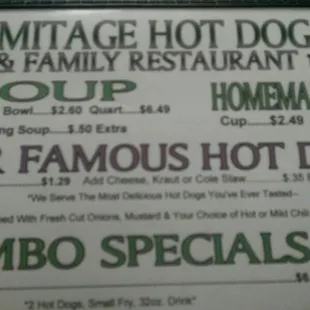 MITAGE HOT DOG
& FAMILY RESTAURANT
OUP HOMEMA
Bowl.....$2.60 Quart.....$6.49 Cup.....$2.49
ng Soup.....$.50 Extra
R FAMOUS HOT D
$1.29 Add Cheese, Kraut or Cole Slaw.....$.35
"We Serve The Most Delicious Hot Dogs You've Ever Tasted–
ed With Fresh Cut Onions, Mustard & Your Choice of Hot or Mild Chili
MBO SPECIALS
$6
"2 Hot Dogs, Small Fry, 32oz. Drink"